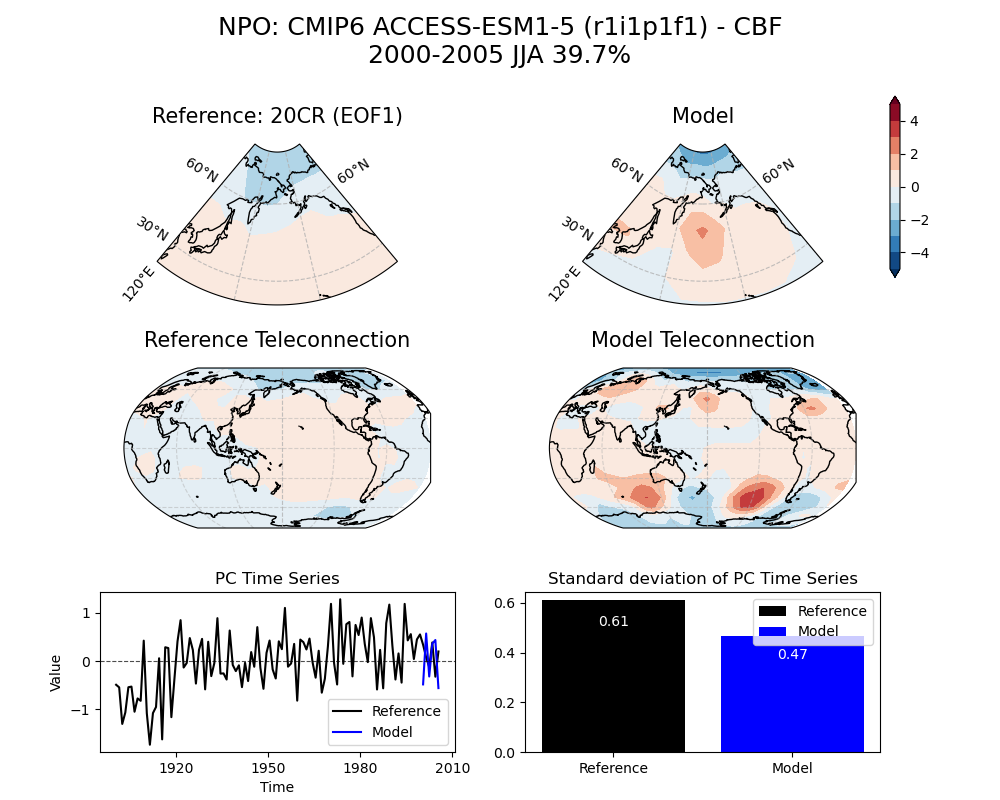 NPO: CMIP6 ACCESS-ESM1-5 (r1i1p1f1) - CBF
2000-2005 JJA 39.7%
Reference: 20CR (EOF1)
Model
60°N
60°N
30°N
120°E
60°N
60°N
30°N
120°E
4
2
0
−2
−4
Reference Teleconnection
Model Teleconnection
PC Time Series
Value
1
0
−1
1920
1950
1980
2010
Time
Reference
Model
Standard deviation of PC Time Series
0.6
0.4
0.2
0.0
0.61
0.47
Reference
Model
Reference
Model